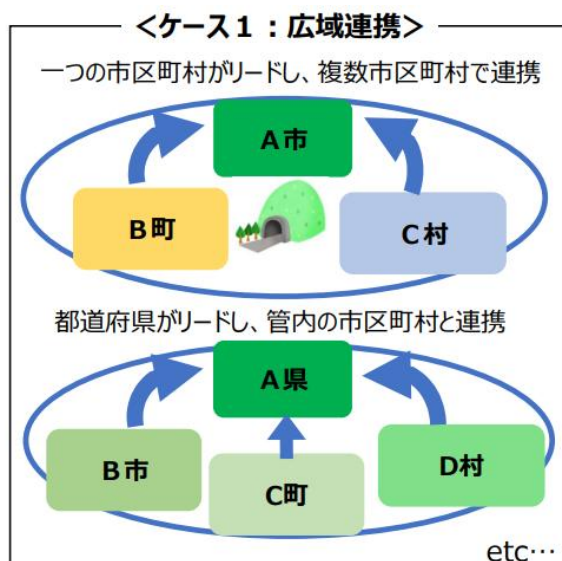 ＜ケース１：広域連携＞
一つの市区町村がリードし、複数市区町村で連携
A市
B町
C村
都道府県がリードし、管内の市区町村と連携
A県
B市
C町
D村
etc…